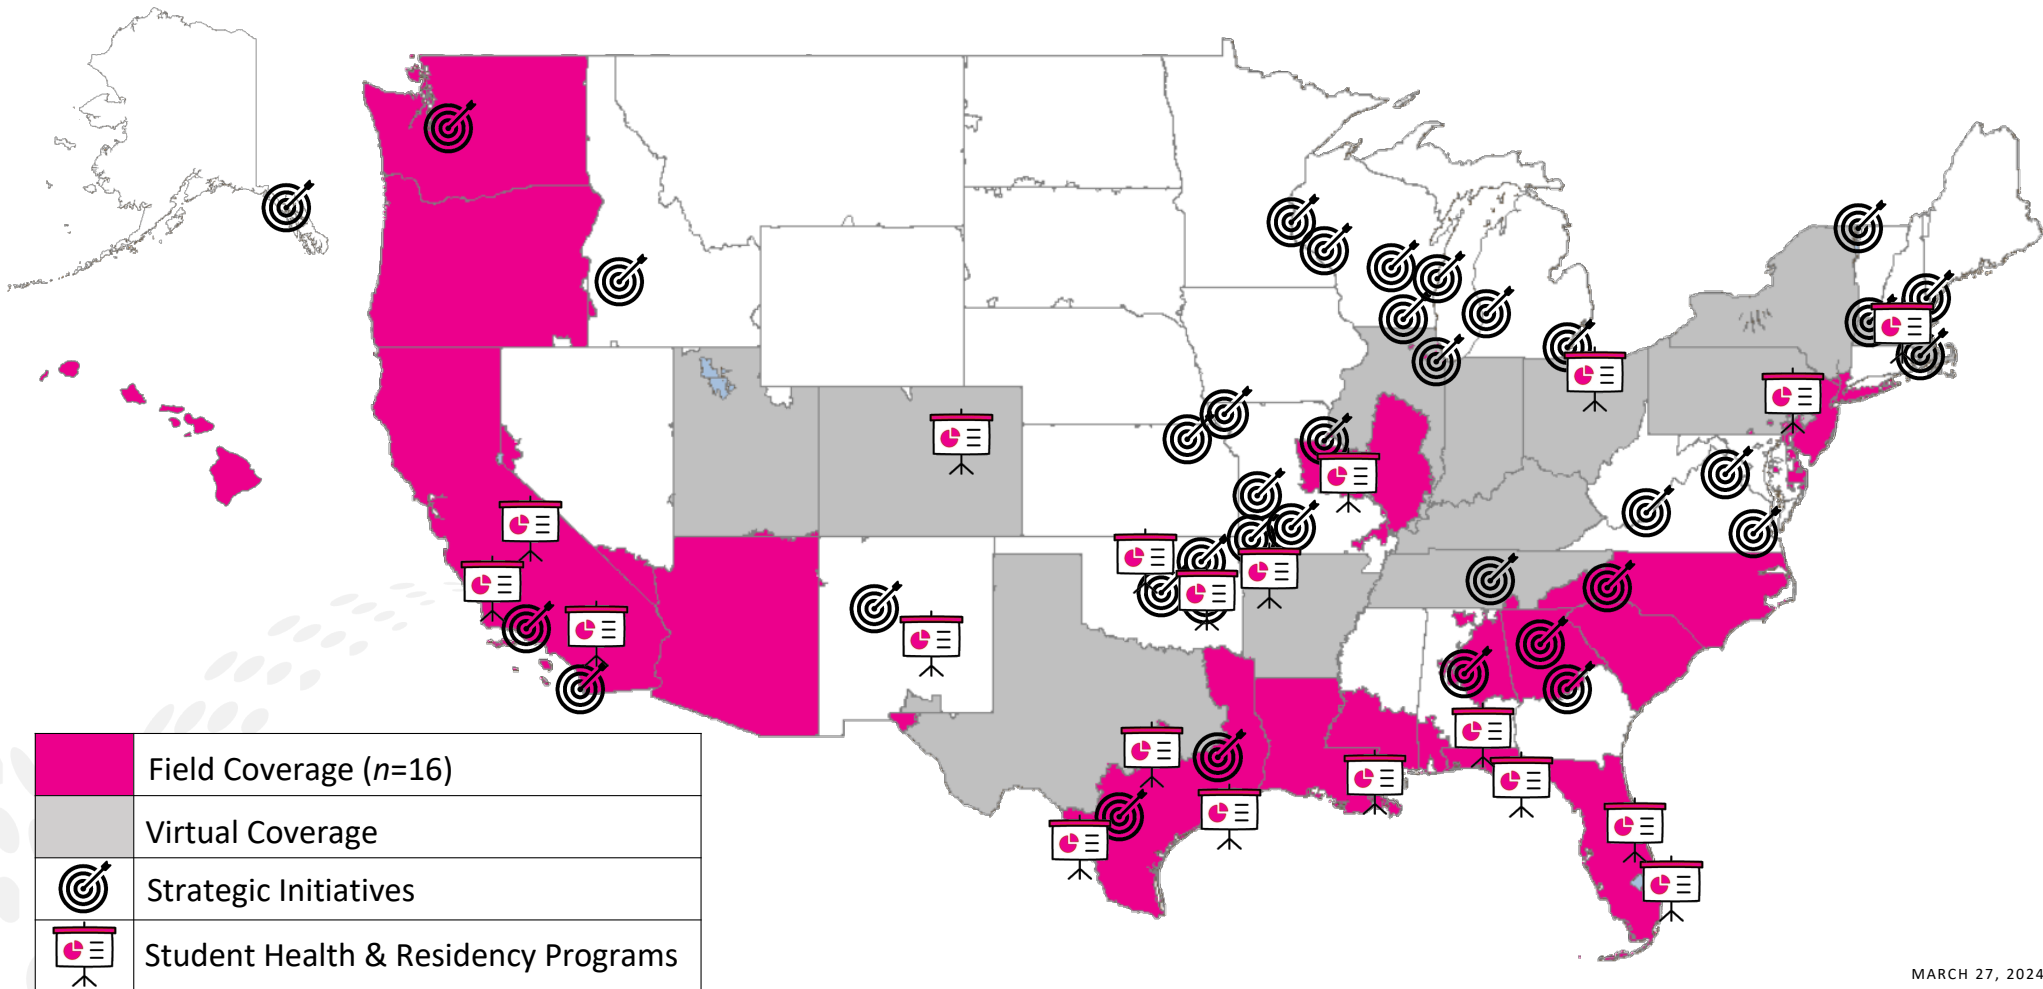 Field Coverage (n=16)
Virtual Coverage
Strategic Initiatives
Student Health & Residency Programs
MARCH 27, 2024